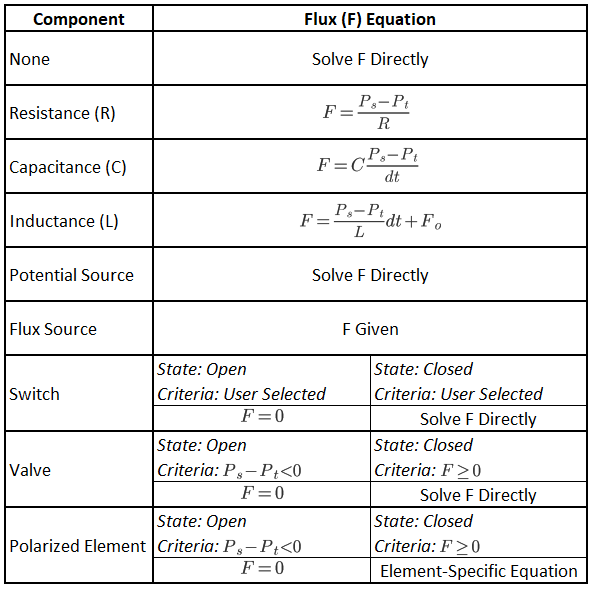 Component Flux (F) Equation
None Solve F Directly
Resistance (R) F = \frac{P_s - P_t}{R}
Capacitance (C) F = C\frac{P_s - P_t}{dt}
Inductance (L) F = \frac{P_s - P_t}{L}dt + F_o
Potential Source Solve F Directly
Flux Source F Given
Switch
State: Open State: Closed
Criteria: User Selected Criteria: User Selected
F = 0 Solve F Directly
Valve
State: Open State: Closed
Criteria: P_s - P_t < 0 Criteria: F ≥ 0
F = 0 Solve F Directly
Polarized Element
State: Open State: Closed
Criteria: P_s - P_t < 0 Criteria: F ≥ 0
F = 0 Element-Specific Equation